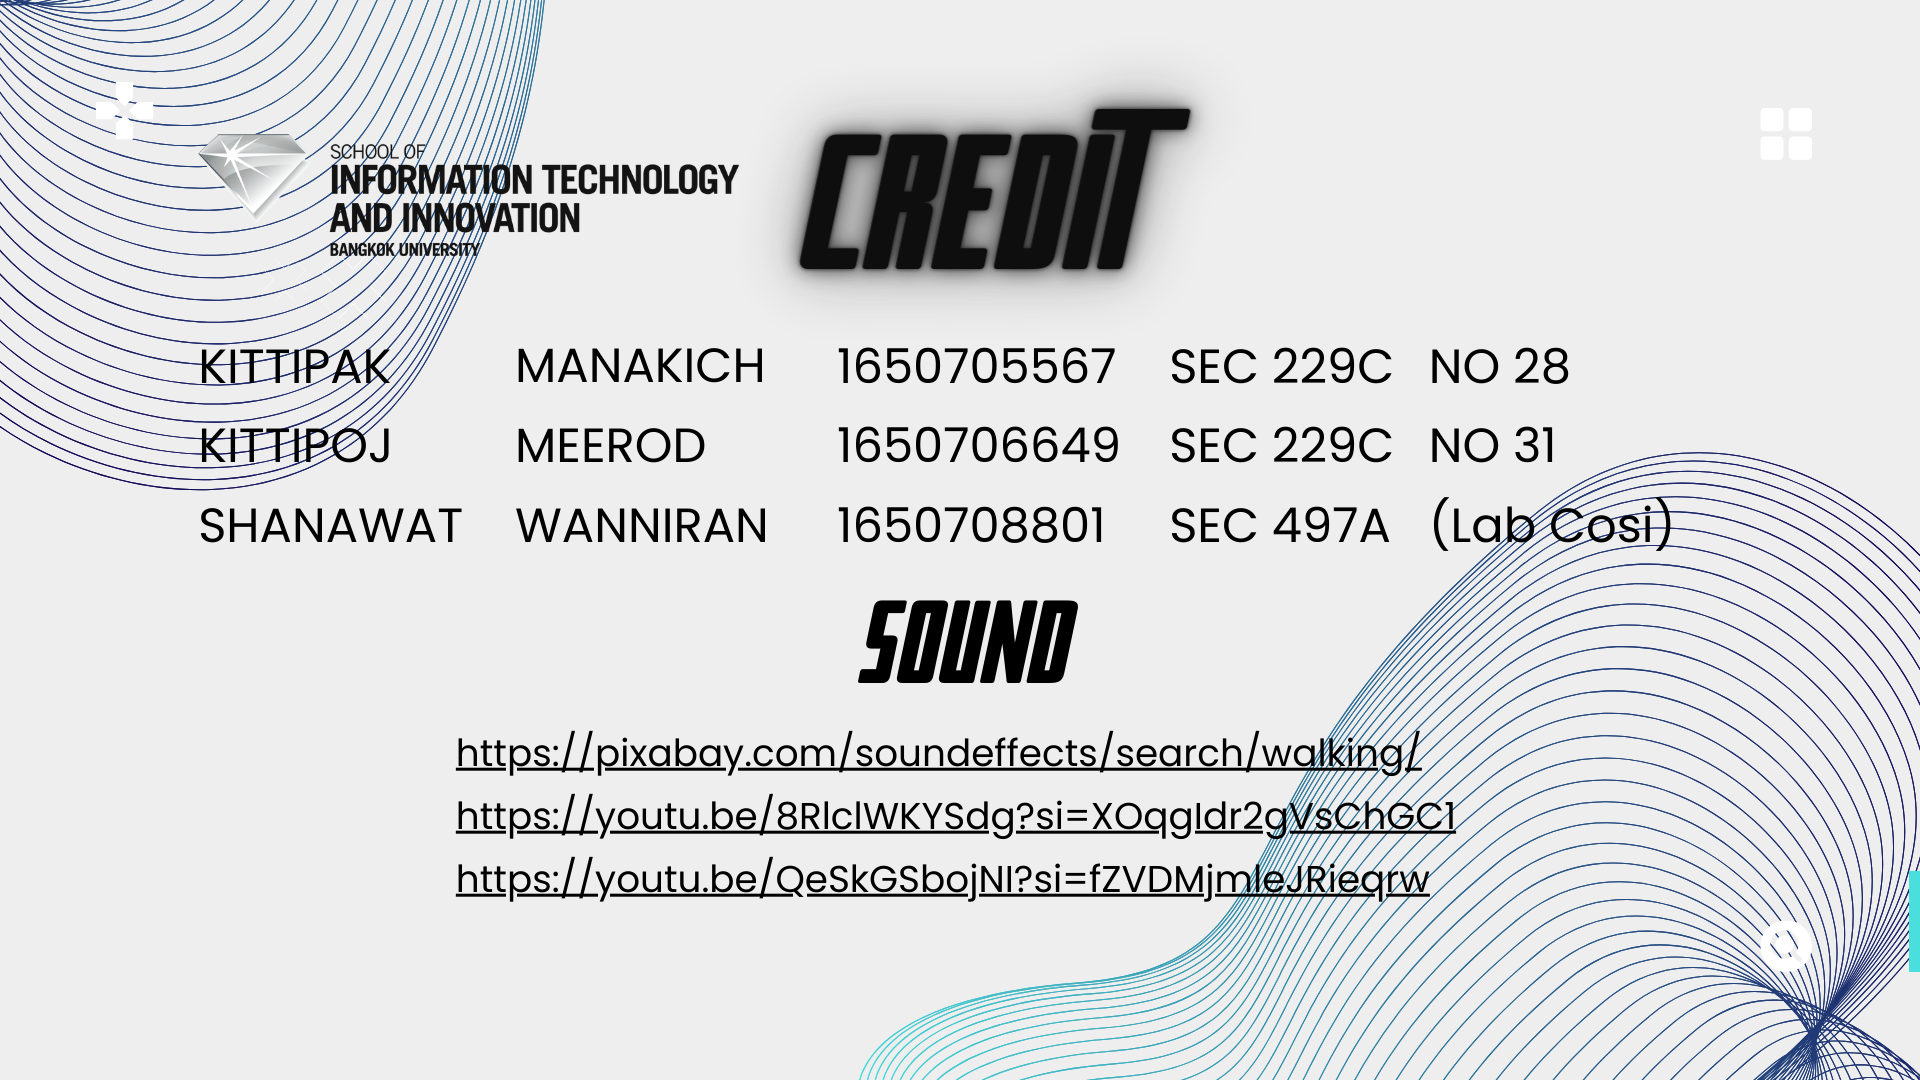 SCHOOL OF
INFORMATION TECHNOLOGY
AND INNOVATION
BANGKOK UNIVERSITY
CREDIT
KITTIPAK MANAKICH 1650705567 SEC 229C NO 28
KITTIPOJ MEEROD 1650706649 SEC 229C NO 31
SHANAWAT WANNIRAN 1650708801 SEC 497A (Lab Cosi)
SOUND
https://pixabay.com/soundeffects/search/walking/
https://youtu.be/8RlclWKYSdg?si=XOqgIdr2gVsChGC1
https://youtu.be/QeSkGSbojNI?si=fZVDMjmleJRieqrw